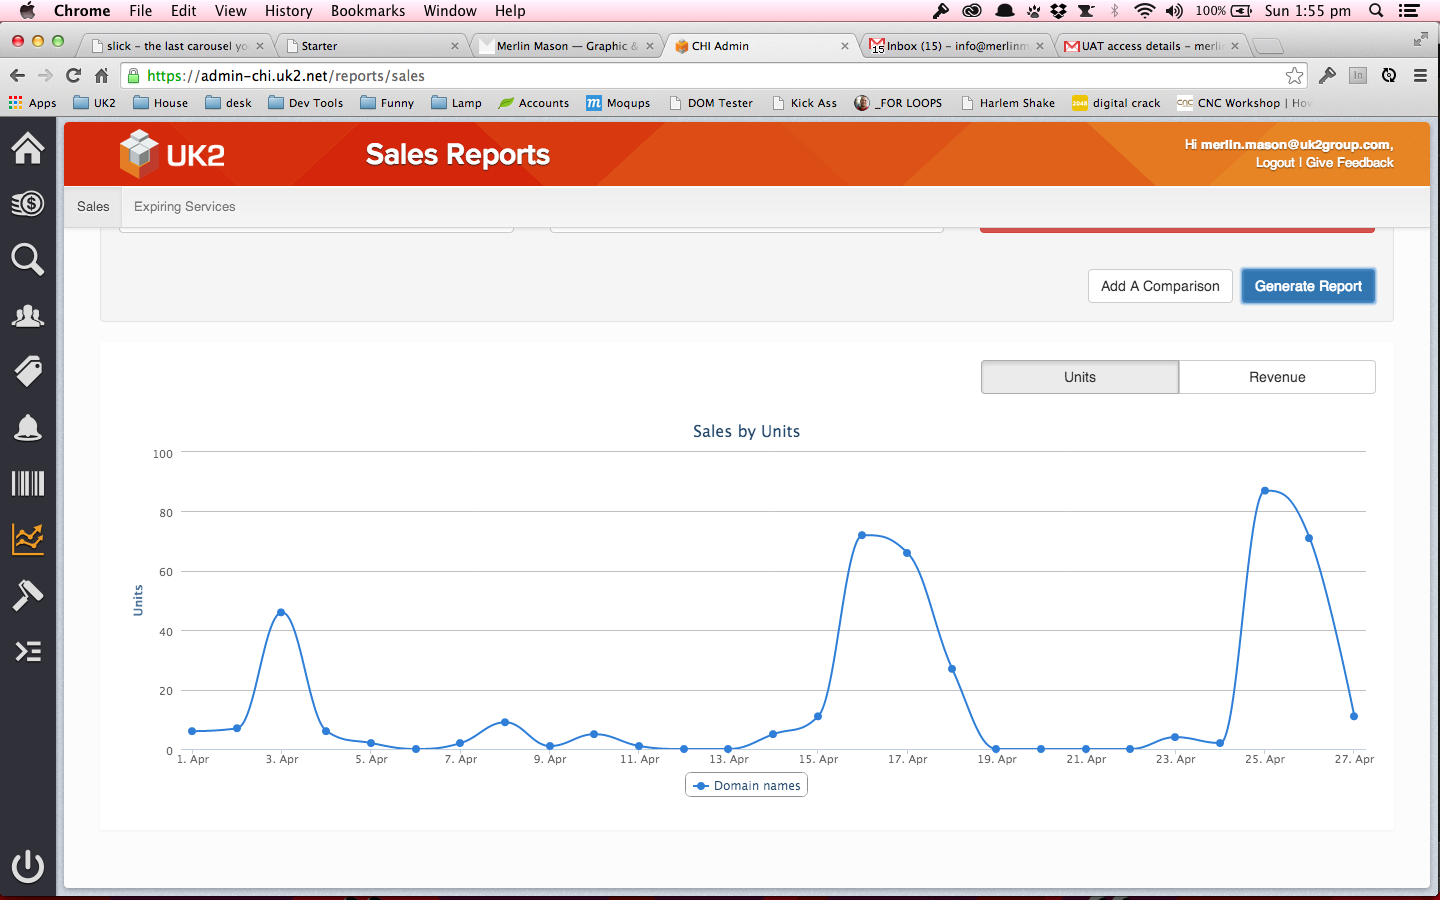 Chrome File Edit View History Bookmarks Window Help 100% Sun 1:55 pm
slick – the last carousel yo Starter Merlin Mason — Graphic & CHI Admin 15 Inbox (15) – info@merlinm UAT access details – merli
https://admin-chi.uk2.net/reports/sales In
Apps UK2 House desk Dev Tools Funny Lamp Accounts m Moqups DOM Tester Kick Ass _FOR LOOPS Harlem Shake 2048 digital crack CNC CNC Workshop | How
UK2 Sales Reports
Hi merlin.mason@uk2group.com,
Logout | Give Feedback
Sales Expiring Services
Add A Comparison Generate Report
Units Revenue
Sales by Units
100
80
60
40
20
0
Units
1. Apr 3. Apr 5. Apr 7. Apr 9. Apr 11. Apr 13. Apr 15. Apr 17. Apr 19. Apr 21. Apr 23. Apr 25. Apr 27. Apr
Domain names